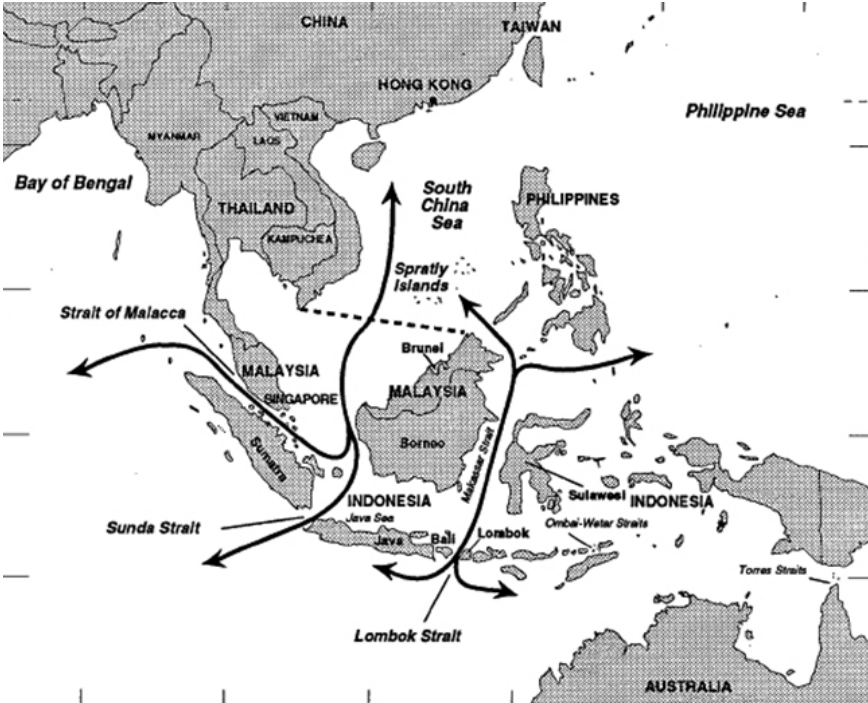 CHINA
TAIWAN
HONG KONG
Philippine Sea
VIETNAM
MYANMAR
LAOS
Bay of Bengal
South
China
Sea
PHILIPPINES
THAILAND
KAMPUCHEA
Spratly
Islands
Strait of Malacca
Brunei
MALAYSIA
MALAYSIA
SINGAPORE
Borneo
Makassar Strait
Sumatra
Sulawesi
INDONESIA
INDONESIA
Java Sea
Sunda Strait
Ombai-Wetar Straits
Java
Bali
Lombok
Torres Straits
Lombok Strait
AUSTRALIA